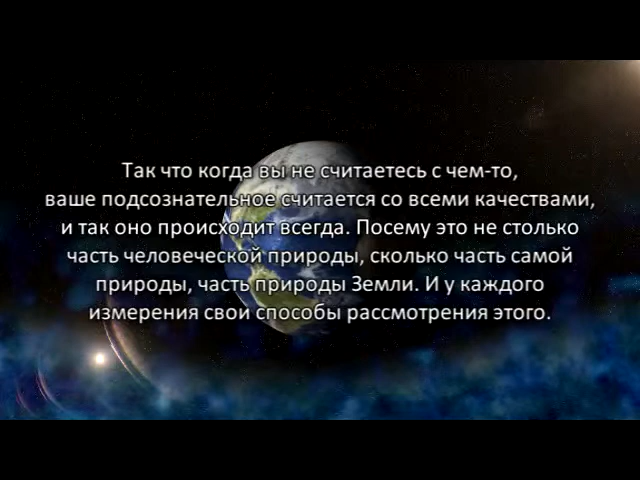 Так что когда вы не считаетесь с чем-то,
ваше подсознательное считается со всеми качествами,
и так оно происходит всегда. Посему это не столько
часть человеческой природы, сколько часть самой
природы, часть природы Земли. И у каждого
измерения свои способы рассмотрения этого.